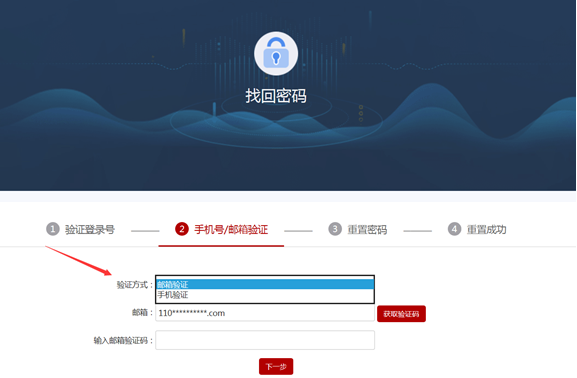 找回密码
1 验证登录号
2 手机号/邮箱验证
3 重置密码
4 重置成功
验证方式：
邮箱验证
手机验证
邮箱：
110**********.com
获取验证码
输入邮箱验证码：
下一步